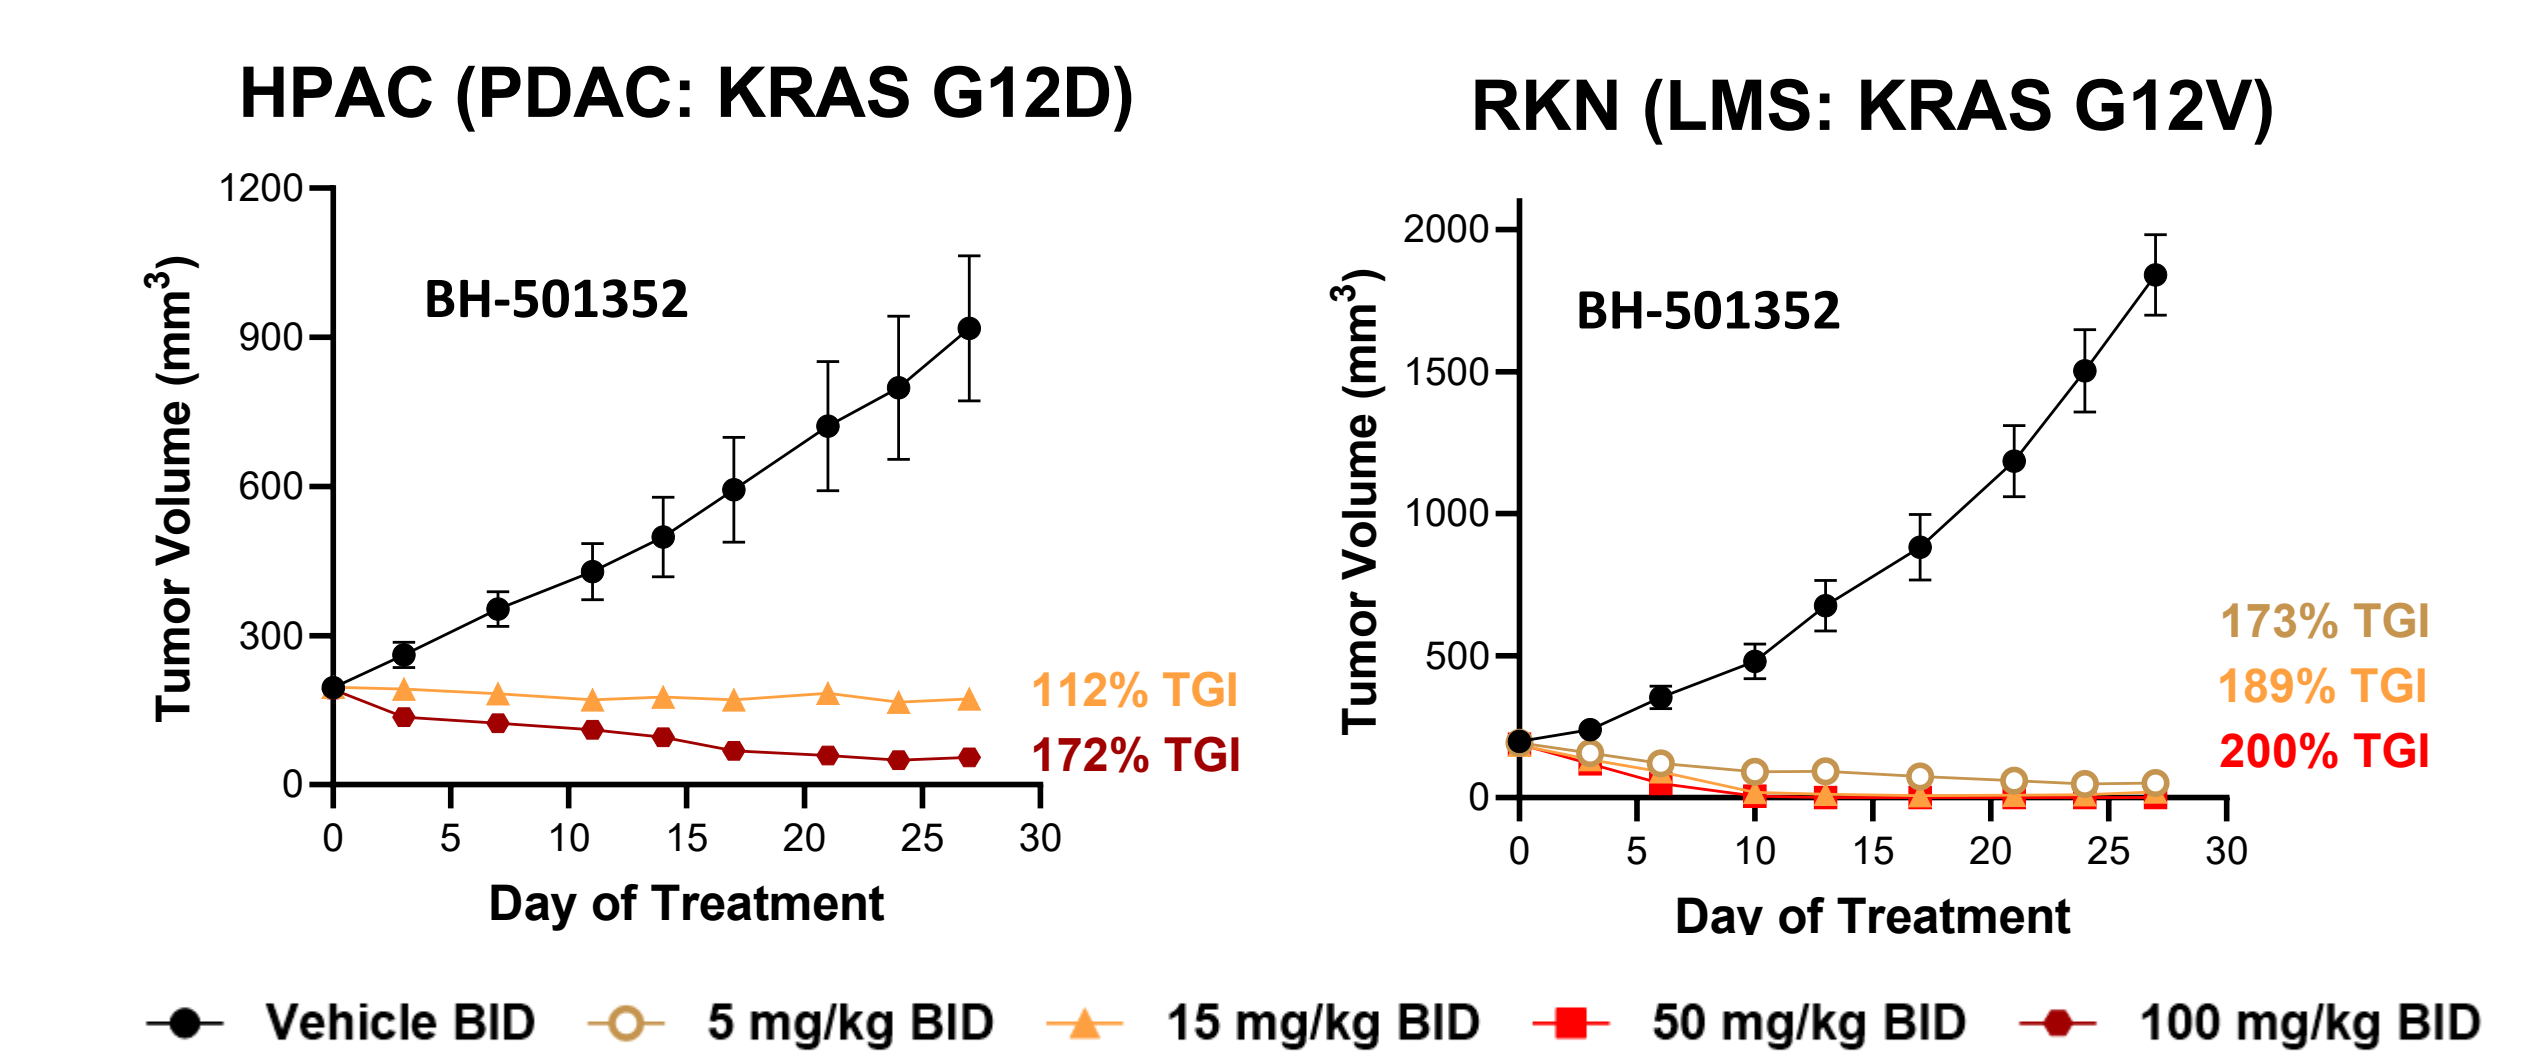 HPAC (PDAC: KRAS G12D)
1200
900
600
300
0
Tumor Volume (mm³)
BH-501352
112% TGI
172% TGI
0 5 10 15 20 25 30
Day of Treatment
RKN (LMS: KRAS G12V)
2000
1500
1000
500
0
Tumor Volume (mm³)
BH-501352
173% TGI
189% TGI
200% TGI
0 5 10 15 20 25 30
Day of Treatment
Vehicle BID 5 mg/kg BID 15 mg/kg BID 50 mg/kg BID 100 mg/kg BID